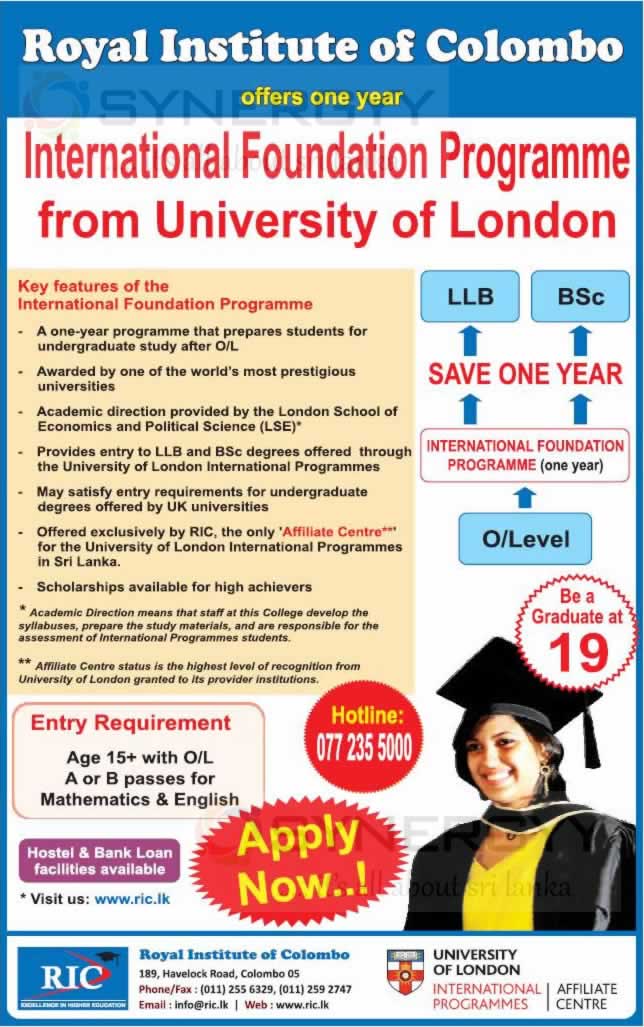 Royal Institute of Colombo
offers one year
SYNERGYY
it's all about sri lanka
International Foundation Programme
from University of London
Key features of the
International Foundation Programme
- A one-year programme that prepares students for
undergraduate study after O/L
- Awarded by one of the world's most prestigious
universities
- Academic direction provided by the London School of
Economics and Political Science (LSE)*
- Provides entry to LLB and BSc degrees offered through
the University of London International Programmes
- May satisfy entry requirements for undergraduate
degrees offered by UK universities
- Offered exclusively by RIC, the only 'Affiliate Centre**'
for the University of London International Programmes
in Sri Lanka.
- Scholarships available for high achievers
* Academic Direction means that staff at this College develop the
syllabuses, prepare the study materials, and are responsible for the
assessment of International Programmes students.
** Affiliate Centre status is the highest level of recognition from
University of London granted to its provider institutions.
LLB
BSc
SAVE ONE YEAR
INTERNATIONAL FOUNDATION
PROGRAMME (one year)
O/Level
Be a
Graduate at
19
Entry Requirement
Age 15+ with O/L
A or B passes for
Mathematics & English
Hotline:
077 235 5000
Hostel & Bank Loan
facilities available
* Visit us: www.ric.lk
Apply
Now..!
SYNERGYY
it's all about sri lanka
RIC
EXCELLENCE IN HIGHER EDUCATION
Royal Institute of Colombo
189, Havelock Road, Colombo 05
Phone/Fax : (011) 255 6329, (011) 259 2747
Email : info@ric.lk | Web : www.ric.lk
UNIVERSITY
OF LONDON
INTERNATIONAL
PROGRAMMES
AFFILIATE
CENTRE